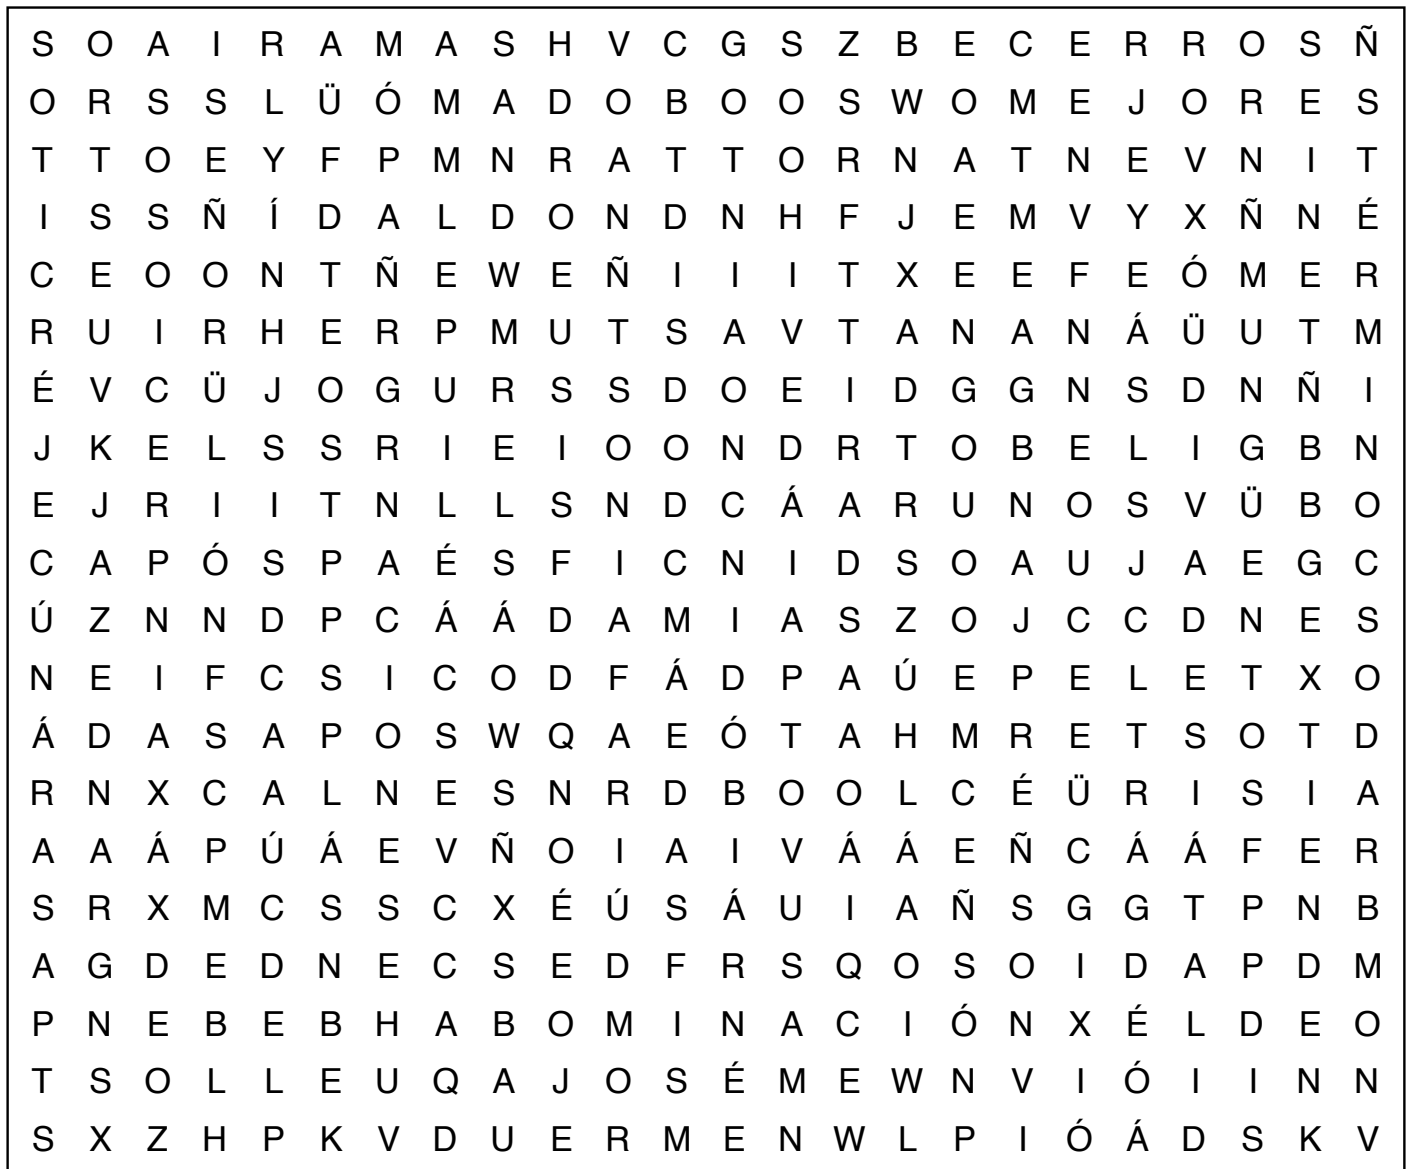 S O A I R A M A S H V C G S Z B E C E R R O S Ñ
O R S S L Ü Ó M A D O B O O S W O M E J O R E S
T T O E Y F P M N R A T T O R N A T N E V N I T
I S S Ñ Í D A L D O N D N H F J E M V Y X Ñ N É
C E O O N T Ñ E W E Ñ I I I T X E E F E Ó M E R
R U I R H E R P M U T S A V T A N A N Á Ü U T M
É V C Ü J O G U R S S D O E I D G G N S D N Ñ I
J K E L S S R I E I O O N D R T O B E L I G B N
E J R I I T N L L S N D C Á A R U N O S V Ü B O
C A P Ó S P A É S F I C N I D S O A U J A E G C
Ú Z N N D P C Á Á D A M I A S Z O J C C D N E S
N E I F C S I C O D F Á D P A Ú E P E L E T X O
Á D A S A P O S W Q A E Ó T A H M R E T S O T D
R N X C A L N E S N R D B O O L C É Ü R I S I A
A A Á P Ú Á E V Ñ O I A I V Á Á E Ñ C Á Á F E R
S R X M C S S C X É Ú S Á U I A Ñ S G G T P N B
A G D E D N E C S E D F R S Q O S O I D A P D M
P N E B E B H A B O M I N A C I Ó N X É L D E O
T S O L L E U Q A J O S É M E W N V I Ó I I N N
S X Z H P K V D U E R M E N W L P I Ó Á D S K V